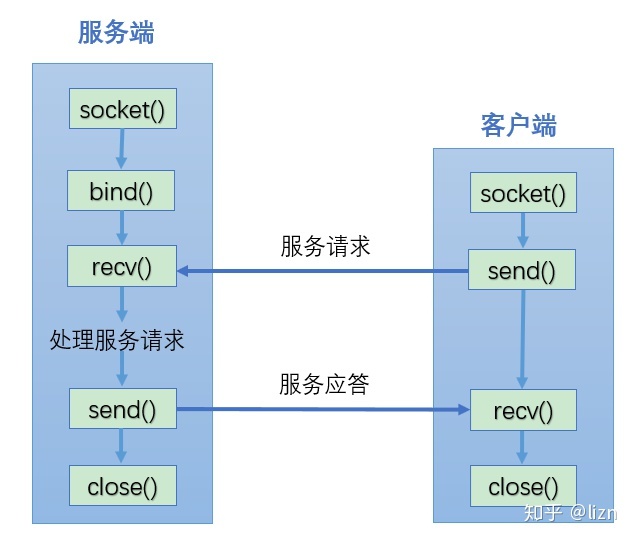 服务端
socket()
bind()
recv()
处理服务请求
send()
close()
服务请求
服务应答
客户端
socket()
send()
recv()
close()
知乎 @lizn